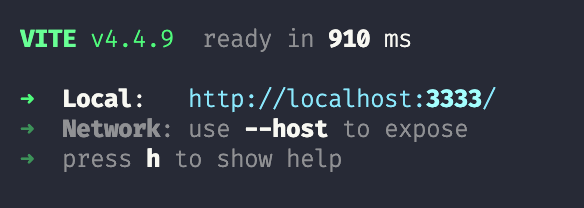 VITE v4.4.9 ready in 910 ms
➜ Local: http://localhost:3333/
➜ Network: use --host to expose
➜ press h to show help